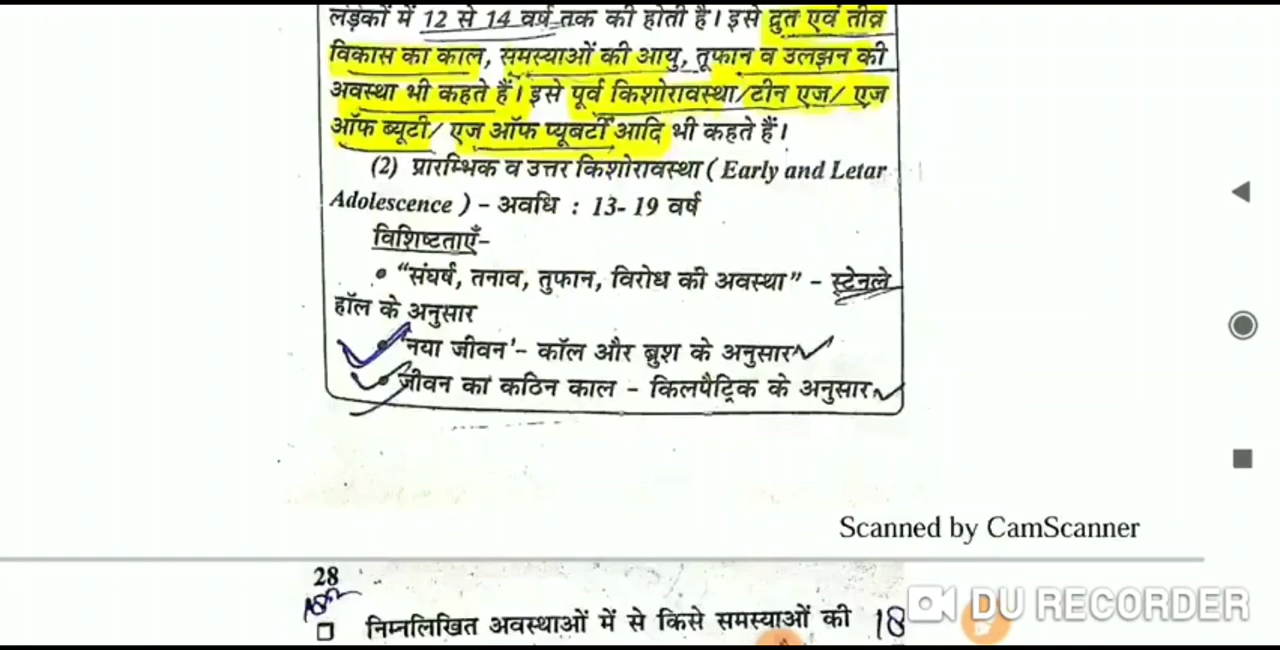 लड़कों में 12 से 14 वर्ष तक की होती है। इसे द्रुत एवं तीव्र
विकास का काल, समस्याओं की आयु, तूफान व उलझन की
अवस्था भी कहते हैं। इसे पूर्व किशोरावस्था/टीन एज/ एज
ऑफ ब्यूटी/ एज ऑफ प्यूबर्टी आदि भी कहते हैं।
(2) प्रारम्भिक व उत्तर किशोरावस्था ( Early and Letar
Adolescence ) – अवधि : 13- 19 वर्ष
विशिष्टताएँ-
• “संघर्ष, तनाव, तुफान, विरोध की अवस्था” – स्टेनले
हॉल के अनुसार
• 'नया जीवन'- कॉल और ब्रुश के अनुसार
• जीवन का कठिन काल – किलपैट्रिक के अनुसार
Scanned by CamScanner
28
निम्नलिखित अवस्थाओं में से किसे समस्याओं की 18
DU RECORDER